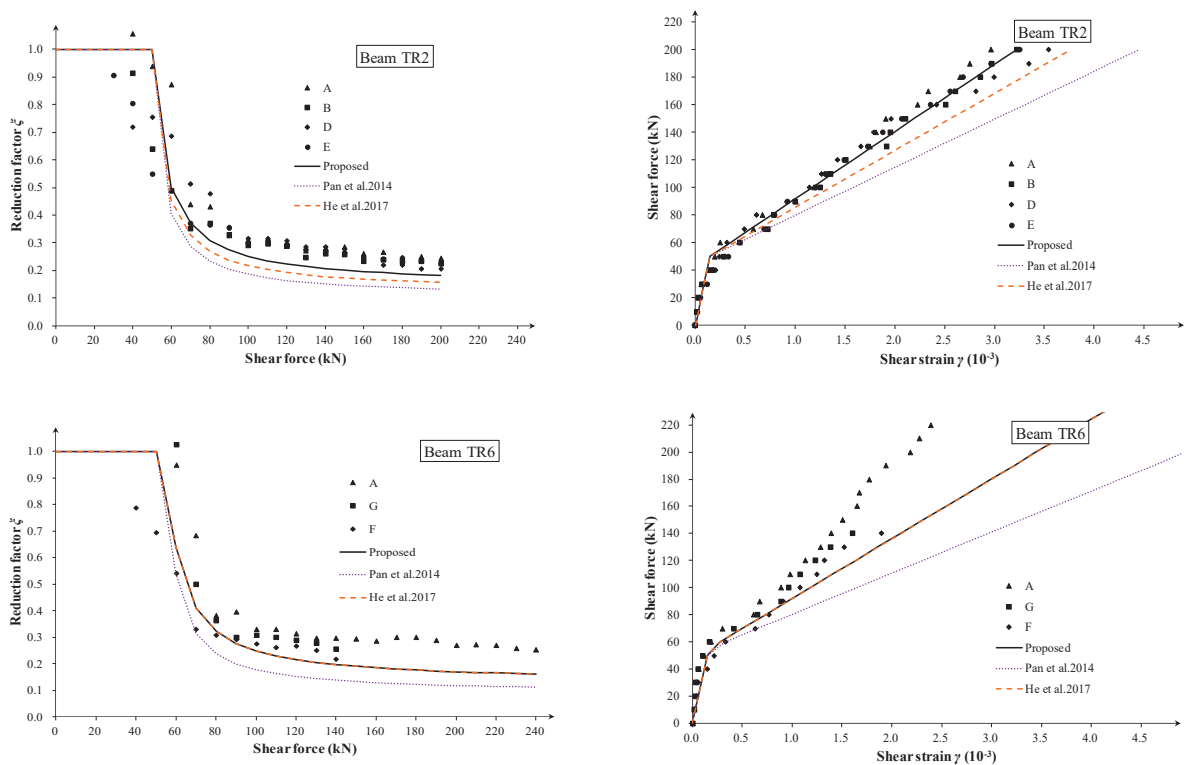 Beam TR2
Reduction factor ξ
1.0
0.9
0.8
0.7
0.6
0.5
0.4
0.3
0.2
0.1
0.0
A
B
D
E
Proposed
Pan et al.2014
He et al.2017
0 20 40 60 80 100 120 140 160 180 200 220 240
Shear force (kN)
Beam TR2
Shear force (kN)
220
200
180
160
140
120
100
80
60
40
20
0
A
B
D
E
Proposed
Pan et al.2014
He et al.2017
0.0 0.5 1.0 1.5 2.0 2.5 3.0 3.5 4.0 4.5
Shear strain γ (10⁻³)
Beam TR6
Reduction factor ξ
1.0
0.9
0.8
0.7
0.6
0.5
0.4
0.3
0.2
0.1
0.0
A
G
F
Proposed
Pan et al.2014
He et al.2017
0 20 40 60 80 100 120 140 160 180 200 220 240
Shear force (kN)
Beam TR6
Shear force (kN)
220
200
180
160
140
120
100
80
60
40
20
0
A
G
F
Proposed
Pan et al.2014
He et al.2017
0.0 0.5 1.0 1.5 2.0 2.5 3.0 3.5 4.0 4.5
Shear strain γ (10⁻³)